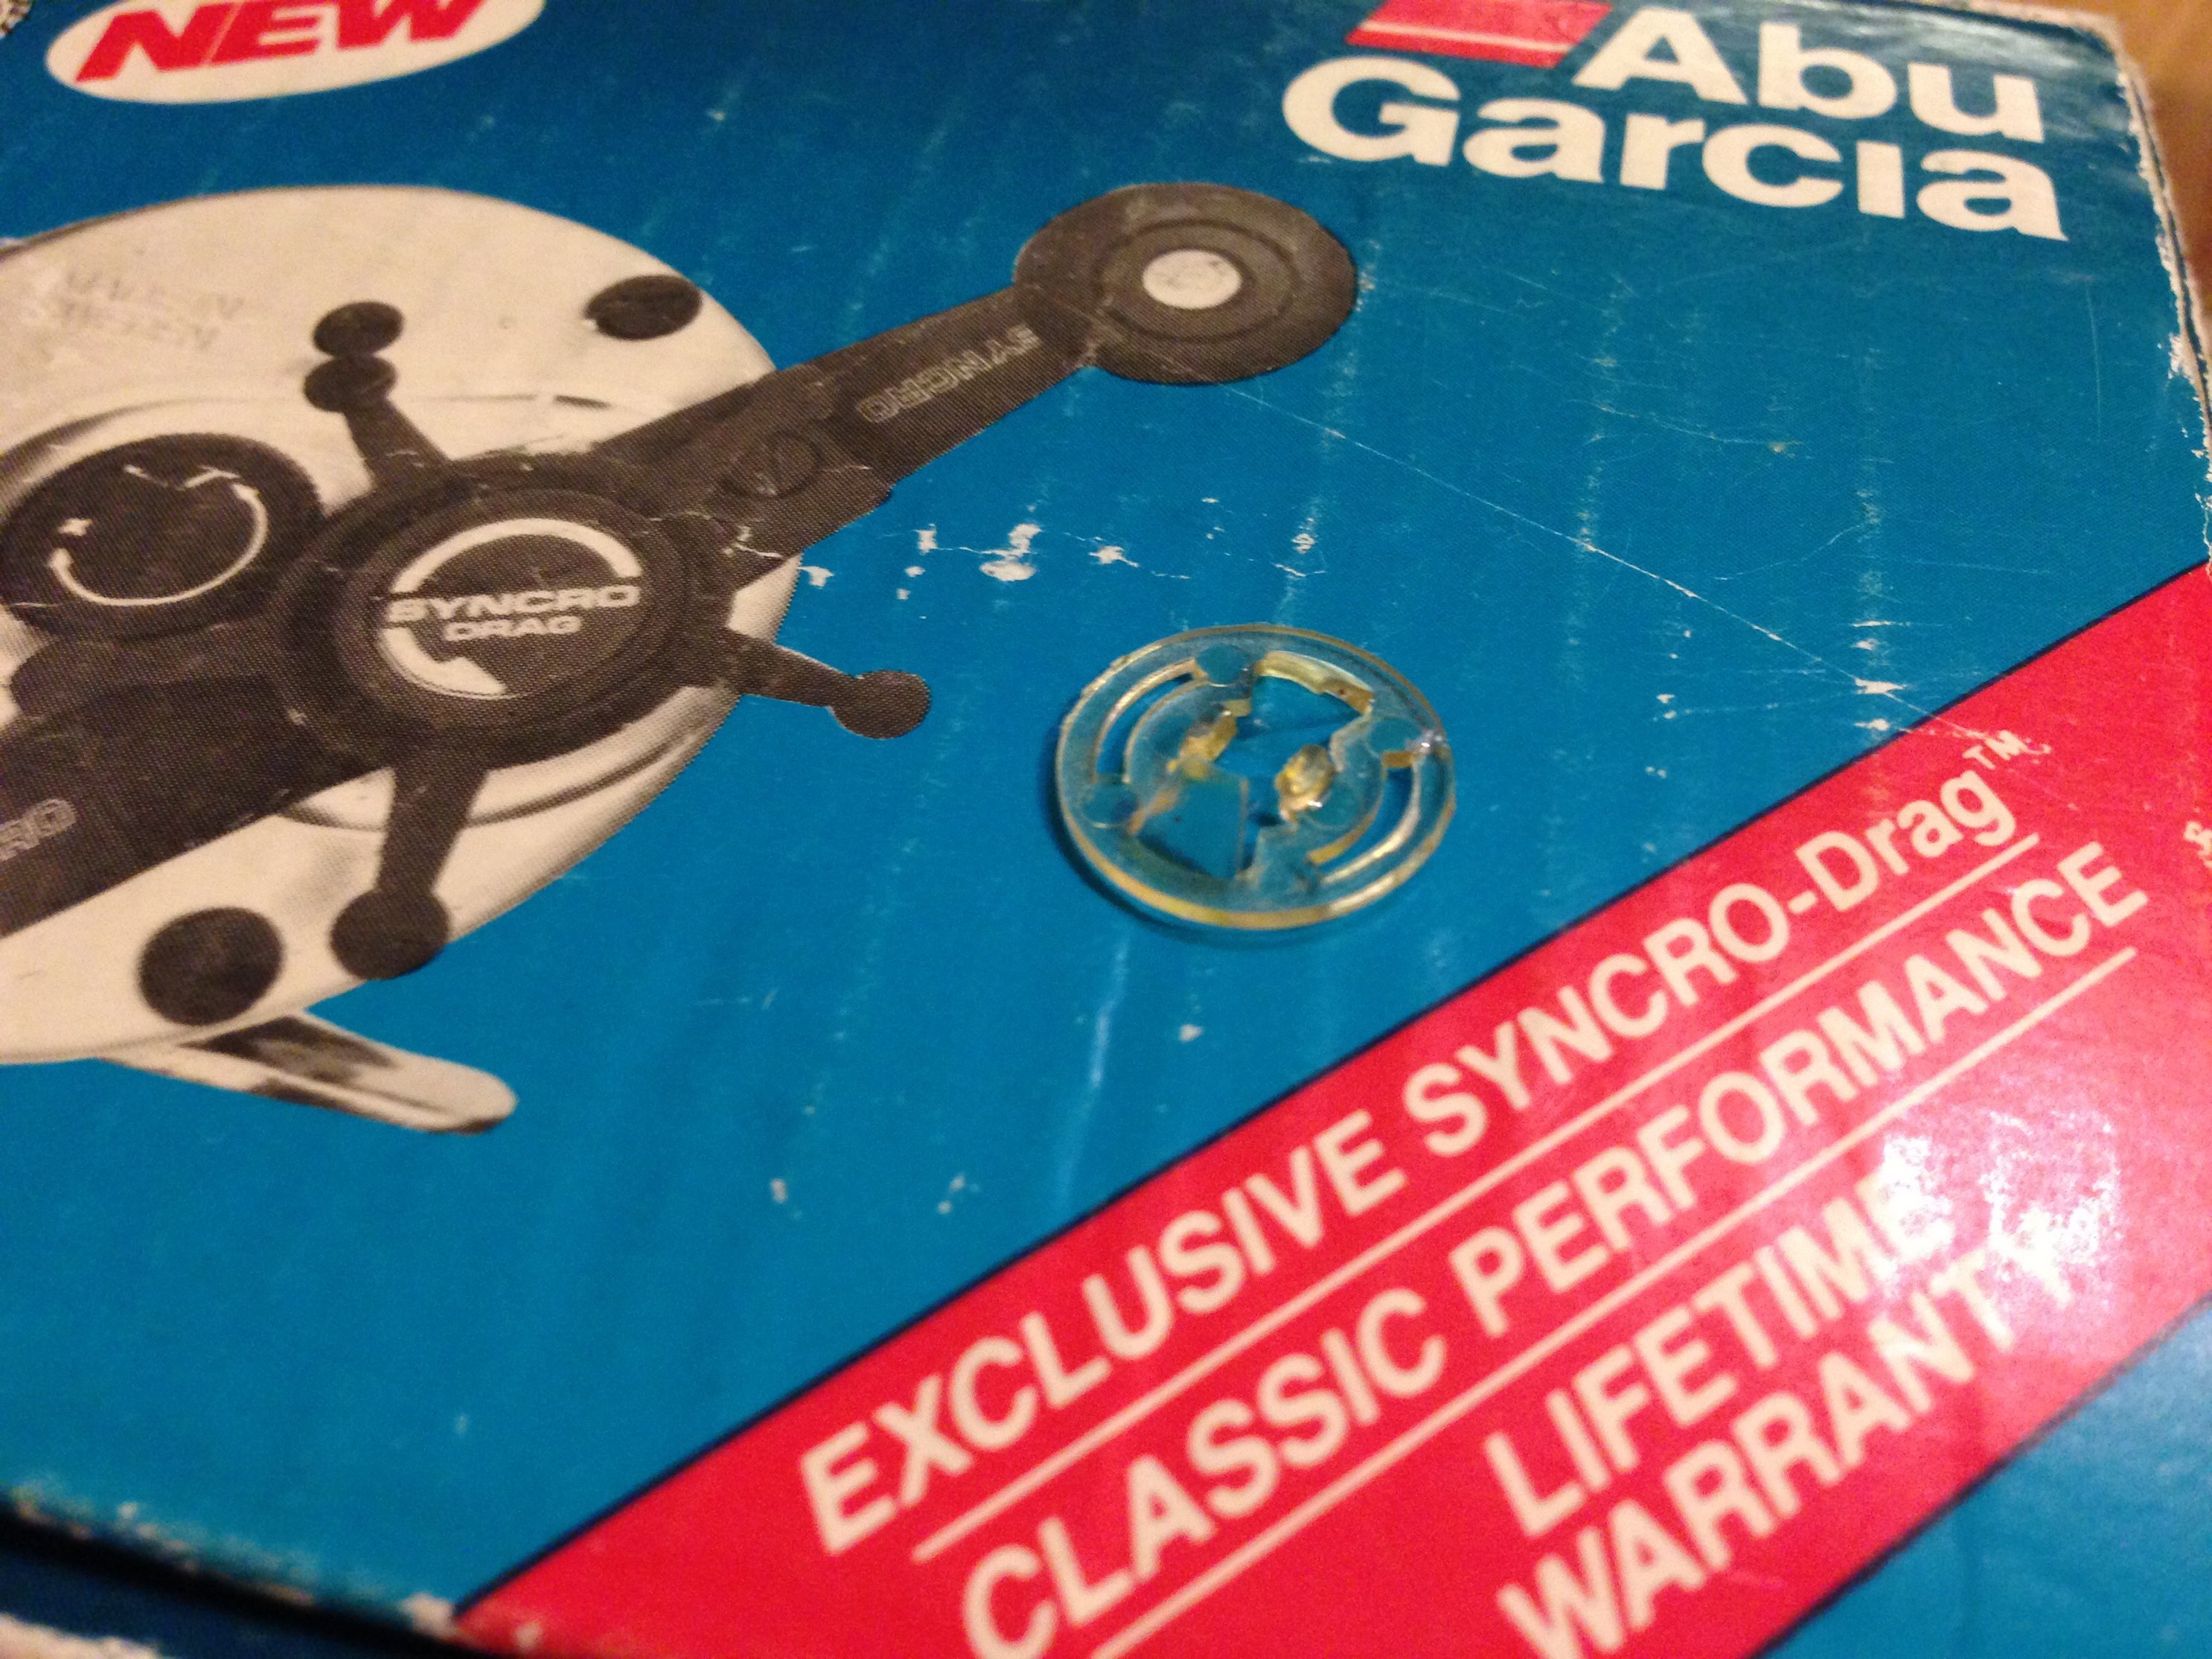 NEW
Abu
Garcia
SYNCRO
SYNCRO
DRAG
EXCLUSIVE SYNCRO-Drag™
CLASSIC PERFORMANCE
LIFETIME
WARRANTY
&